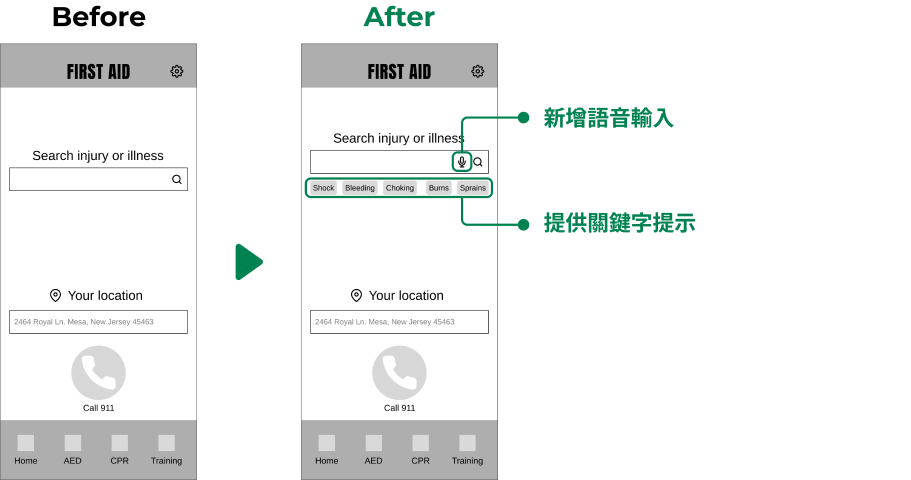 Before
FIRST AID
Search injury or illness
Your location
2464 Royal Ln. Mesa, New Jersey 45463
Call 911
Home AED CPR Training
After
FIRST AID
Search injury or illness
Shock Bleeding Choking Burns Sprains
Your location
2464 Royal Ln. Mesa, New Jersey 45463
Call 911
Home AED CPR Training
新增語音輸入
提供關鍵字提示